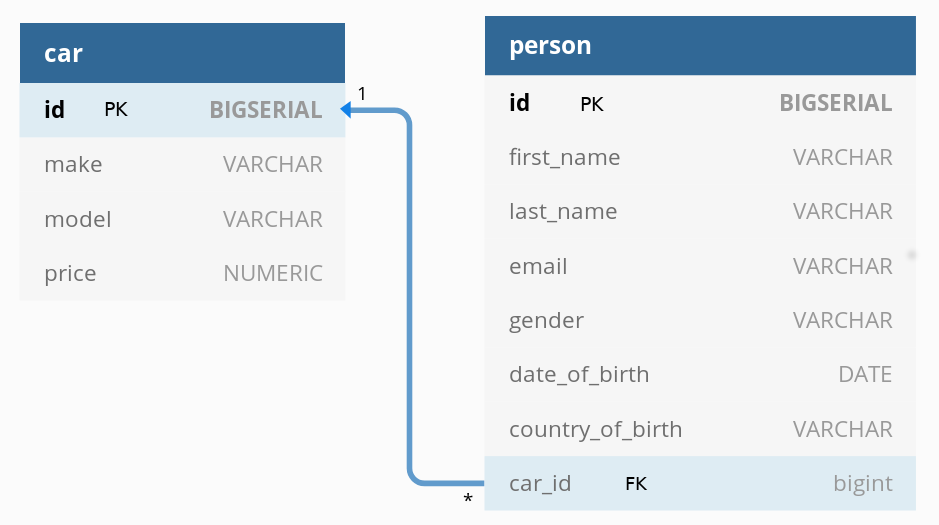 car
id PK BIGSERIAL
make VARCHAR
model VARCHAR
price NUMERIC
1
*
person
id PK BIGSERIAL
first_name VARCHAR
last_name VARCHAR
email VARCHAR
gender VARCHAR
date_of_birth DATE
country_of_birth VARCHAR
car_id FK bigint